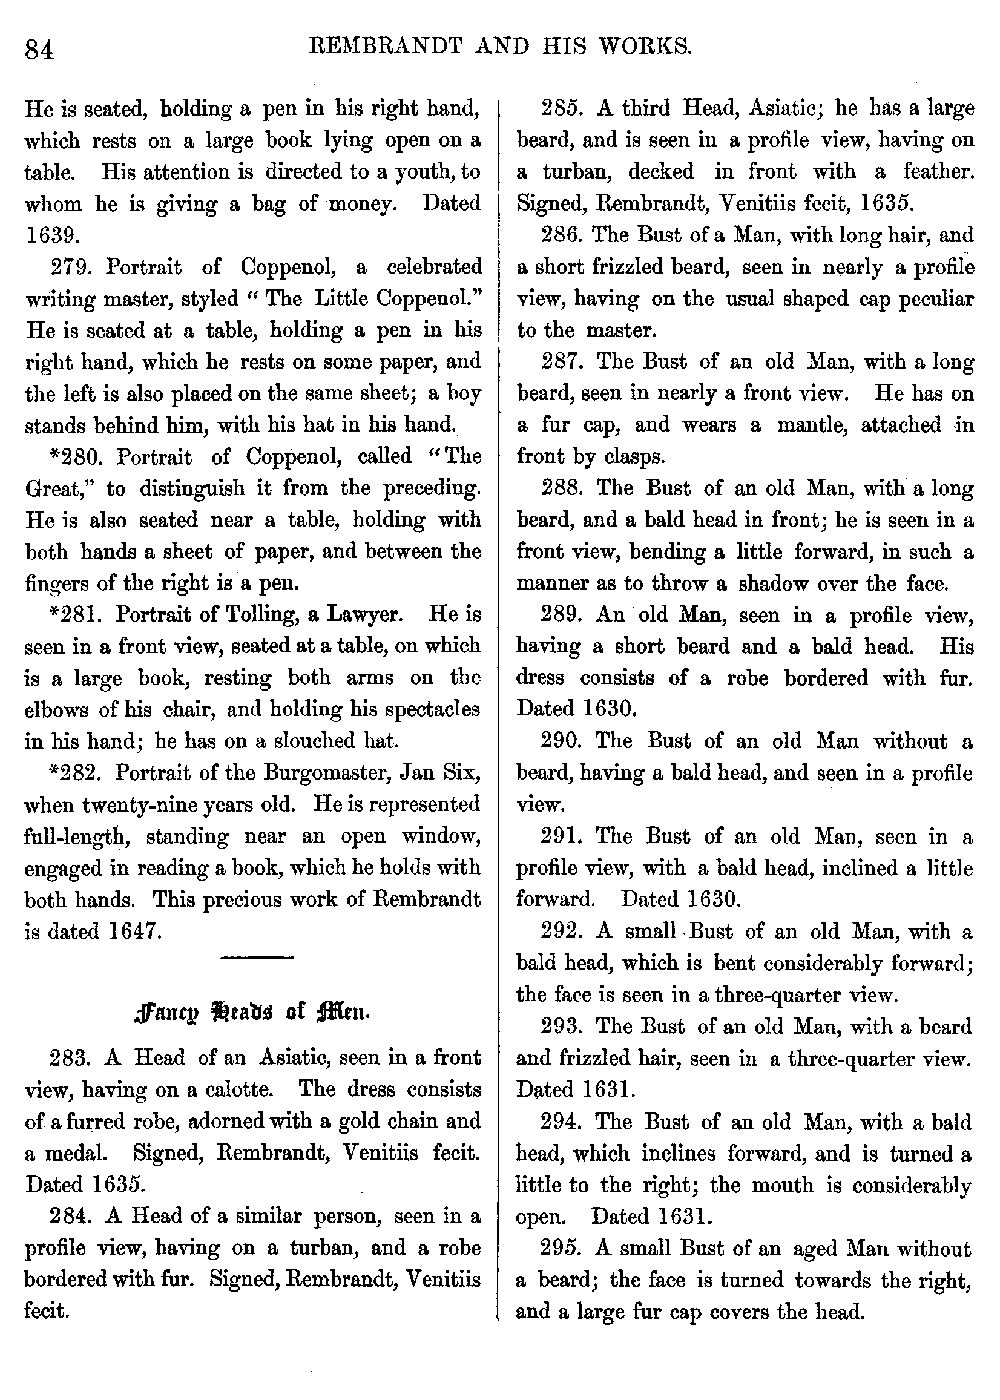 84
REMBRANDT AND HIS WORKS.
He is seated, holding a pen in his right hand,
which rests on a large book lying open on a
table. His attention is directed to a youth, to
whom he is giving a bag of money. Dated
1639.
279. Portrait of Coppenol, a celebrated
writing master, styled “ The Little Coppenol.”
He is seated at a table, holding a pen in his
right hand, which he rests on some paper, and
the left is also placed on the same sheet; a boy
stands behind him, with his hat in his hand.
*280. Portrait of Coppenol, called “The
Great,” to distinguish it from the preceding.
He is also seated near a table, holding with
both hands a sheet of paper, and between the
fingers of the right is a pen.
*281. Portrait of Tolling, a Lawyer. He is
seen in a front view, seated at a table, on which
is a large book, resting both arms on the
elbows of his chair, and holding his spectacles
in his hand; he has on a slouched hat.
*282. Portrait of the Burgomaster, Jan Six,
when twenty-nine years old. He is represented
full-length, standing near an open window,
engaged in reading a book, which he holds with
both hands. This precious work of Rembrandt
is dated 1647.
Fancy Heads of Men.
283. A Head of an Asiatic, seen in a front
view, having on a calotte. The dress consists
of a furred robe, adorned with a gold chain and
a medal. Signed, Rembrandt, Venitiis fecit.
Dated 1635.
284. A Head of a similar person, seen in a
profile view, having on a turban, and a robe
bordered with fur. Signed, Rembrandt, Venitiis
fecit.
285. A third Head, Asiatic; he has a large
beard, and is seen in a profile view, having on
a turban, decked in front with a feather.
Signed, Rembrandt, Venitiis fecit, 1635.
286. The Bust of a Man, with long hair, and
a short frizzled beard, seen in nearly a profile
view, having on the usual shaped cap peculiar
to the master.
287. The Bust of an old Man, with a long
beard, seen in nearly a front view. He has on
a fur cap, and wears a mantle, attached in
front by clasps.
288. The Bust of an old Man, with a long
beard, and a bald head in front; he is seen in a
front view, bending a little forward, in such a
manner as to throw a shadow over the face.
289. An old Man, seen in a profile view,
having a short beard and a bald head. His
dress consists of a robe bordered with fur.
Dated 1630.
290. The Bust of an old Man without a
beard, having a bald head, and seen in a profile
view.
291. The Bust of an old Man, seen in a
profile view, with a bald head, inclined a little
forward. Dated 1630.
292. A small Bust of an old Man, with a
bald head, which is bent considerably forward;
the face is seen in a three-quarter view.
293. The Bust of an old Man, with a beard
and frizzled hair, seen in a three-quarter view.
Dated 1631.
294. The Bust of an old Man, with a bald
head, which inclines forward, and is turned a
little to the right; the mouth is considerably
open. Dated 1631.
295. A small Bust of an aged Man without
a beard; the face is turned towards the right,
and a large fur cap covers the head.